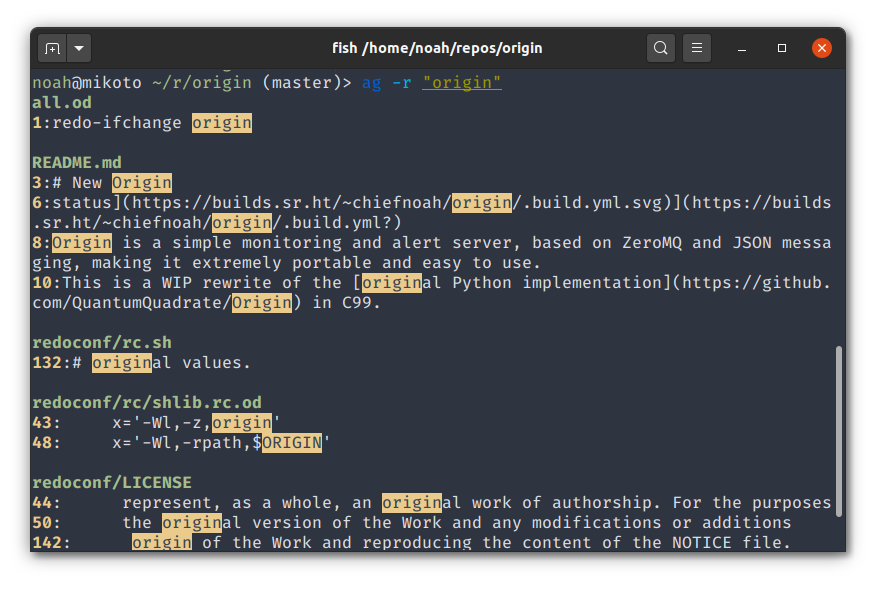 fish /home/noah/repos/origin
noah@mikoto ~/r/origin (master)> ag -r "origin"
all.od
1:redo-ifchange origin
README.md
3:# New Origin
6:status](https://builds.sr.ht/~chiefnoah/origin/.build.yml.svg)](https://builds
.sr.ht/~chiefnoah/origin/.build.yml?)
8:Origin is a simple monitoring and alert server, based on ZeroMQ and JSON messa
ging, making it extremely portable and easy to use.
10:This is a WIP rewrite of the [original Python implementation](https://github.
com/QuantumQuadrate/Origin) in C99.
redoconf/rc.sh
132:# original values.
redoconf/rc/shlib.rc.od
43:     x='-Wl,-z,origin'
48:     x='-Wl,-rpath,$ORIGIN'
redoconf/LICENSE
44:      represent, as a whole, an original work of authorship. For the purposes
50:      the original version of the Work and any modifications or additions
142:      origin of the Work and reproducing the content of the NOTICE file.